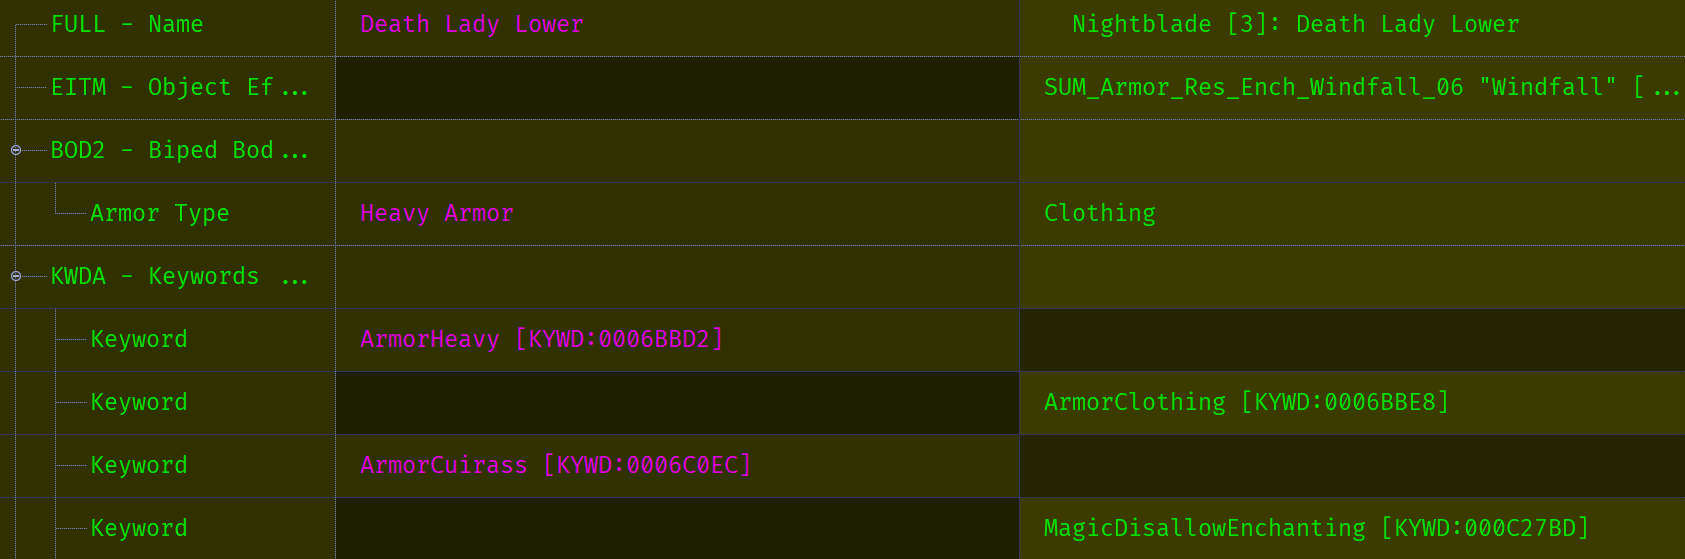 FULL - Name Death Lady Lower Nightblade [3]: Death Lady Lower
EITM - Object Ef... SUM_Armor_Res_Ench_Windfall_06 "Windfall" [...
BOD2 - Biped Bod...
Armor Type Heavy Armor Clothing
KWDA - Keywords ...
Keyword ArmorHeavy [KYWD:0006BBD2]
Keyword ArmorClothing [KYWD:0006BBE8]
Keyword ArmorCuirass [KYWD:0006C0EC]
Keyword MagicDisallowEnchanting [KYWD:000C27BD]